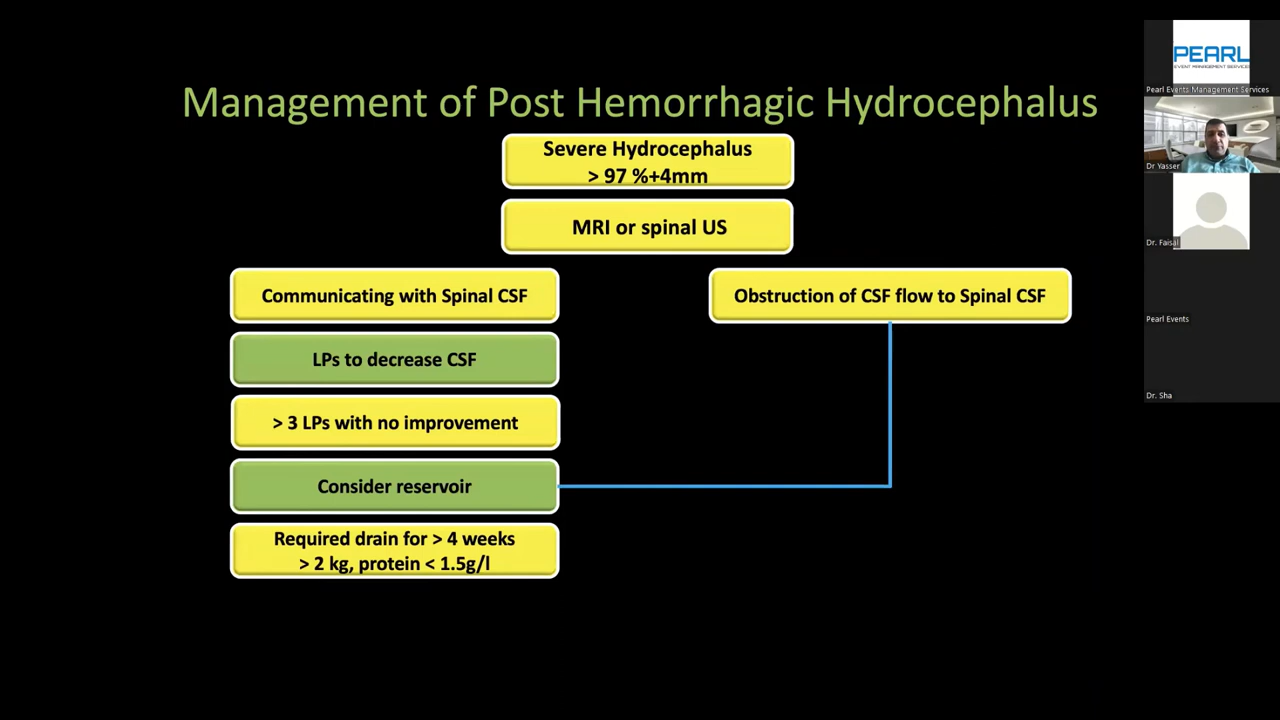 Management of Post Hemorrhagic Hydrocephalus
Severe Hydrocephalus
> 97 %+4mm
MRI or spinal US
Communicating with Spinal CSF
Obstruction of CSF flow to Spinal CSF
LPs to decrease CSF
> 3 LPs with no improvement
Consider reservoir
Required drain for > 4 weeks
> 2 kg, protein < 1.5g/l
PEARL
EVENT MANAGEMENT SERVICES
Pearl Events Management Services
Dr Yasser
Dr. Faisal
Pearl Events
Dr. Sha